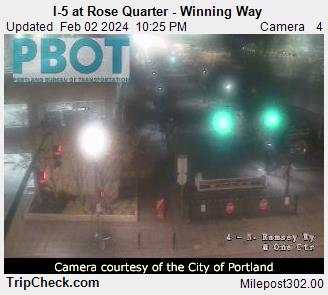 I-5 at Rose Quarter - Winning Way
Updated Feb 02 2024 10:25 PM Camera 4
PBOT
PORTLAND BUREAU OF TRANSPORTATION
4 - N. Ramsey Wy
@ One Ctr
Camera courtesy of the City of Portland
TripCheck.com Milepost302.00